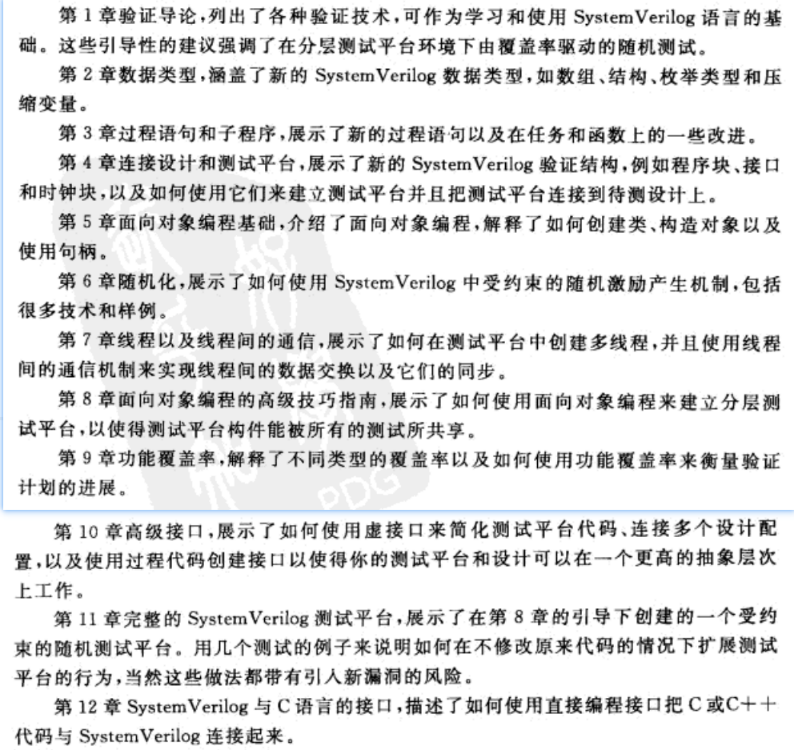 第 1 章验证导论,列出了各种验证技术,可作为学习和使用 SystemVerilog 语言的基
础。这些引导性的建议强调了在分层测试平台环境下由覆盖率驱动的随机测试。
第 2 章数据类型,涵盖了新的 SystemVerilog 数据类型,如数组、结构、枚举类型和压
缩变量。
第 3 章过程语句和子程序,展示了新的过程语句以及在任务和函数上的一些改进。
第 4 章连接设计和测试平台,展示了新的 SystemVerilog 验证结构,例如程序块、接口
和时钟块,以及如何使用它们来建立测试平台并且把测试平台连接到待测设计上。
第 5 章面向对象编程基础,介绍了面向对象编程,解释了如何创建类、构造对象以及
使用句柄。
第 6 章随机化,展示了如何使用 SystemVerilog 中受约束的随机激励产生机制,包括
很多技术和样例。
第 7 章线程以及线程间的通信,展示了如何在测试平台中创建多线程,并且使用线程
间的通信机制来实现线程间的数据交换以及它们的同步。
第 8 章面向对象编程的高级技巧指南,展示了如何使用面向对象编程来建立分层测
试平台,以使得测试平台构件能被所有的测试所共享。
第 9 章功能覆盖率,解释了不同类型的覆盖率以及如何使用功能覆盖率来衡量验证
计划的进展。
PDG
第 10 章高级接口,展示了如何使用虚接口来简化测试平台代码、连接多个设计配
置,以及使用过程代码创建接口以使得你的测试平台和设计可以在一个更高的抽象层次
上工作。
第 11 章完整的 SystemVerilog 测试平台,展示了在第 8 章的引导下创建的一个受约
束的随机测试平台。用几个测试的例子来说明如何在不修改原来代码的情况下扩展测试
平台的行为,当然这些做法都带有引入新漏洞的风险。
第 12 章 SystemVerilog 与 C 语言的接口,描述了如何使用直接编程接口把 C 或C++
代码与 SystemVerilog 连接起来。